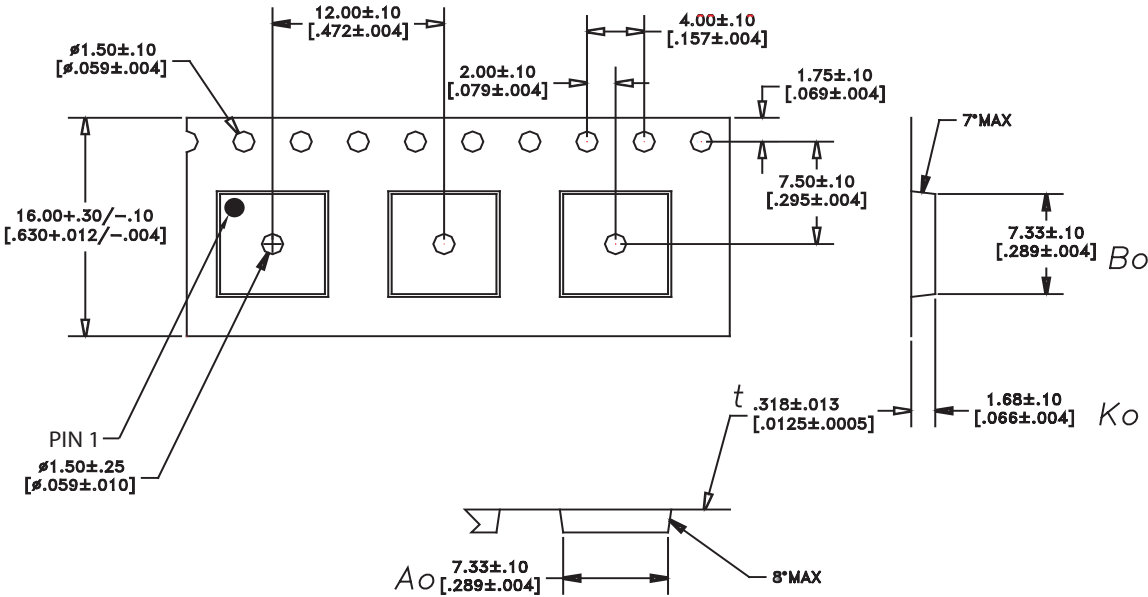 12.00±.10
[.472±.004]
4.00±.10
[.157±.004]
ø1.50±.10
[ø.059±.004]
2.00±.10
[.079±.004]
1.75±.10
[.069±.004]
7°MAX
7.50±.10
[.295±.004]
16.00+.30/−.10
[.630+.012/−.004]
7.33±.10
[.289±.004]
Bo
t
.318±.013
[.0125±.0005]
1.68±.10
[.066±.004]
Ko
PIN 1
ø1.50±.25
[ø.059±.010]
Ao
7.33±.10
[.289±.004]
8°MAX